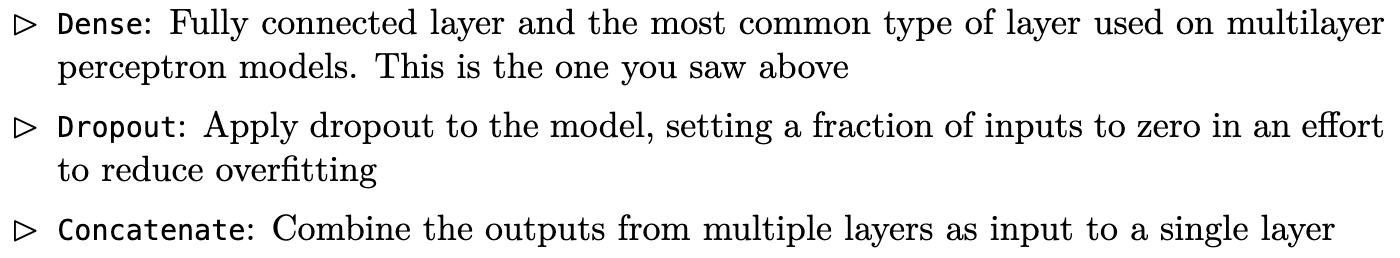 ▷ Dense: Fully connected layer and the most common type of layer used on multilayer
perceptron models. This is the one you saw above
▷ Dropout: Apply dropout to the model, setting a fraction of inputs to zero in an effort
to reduce overfitting
▷ Concatenate: Combine the outputs from multiple layers as input to a single layer